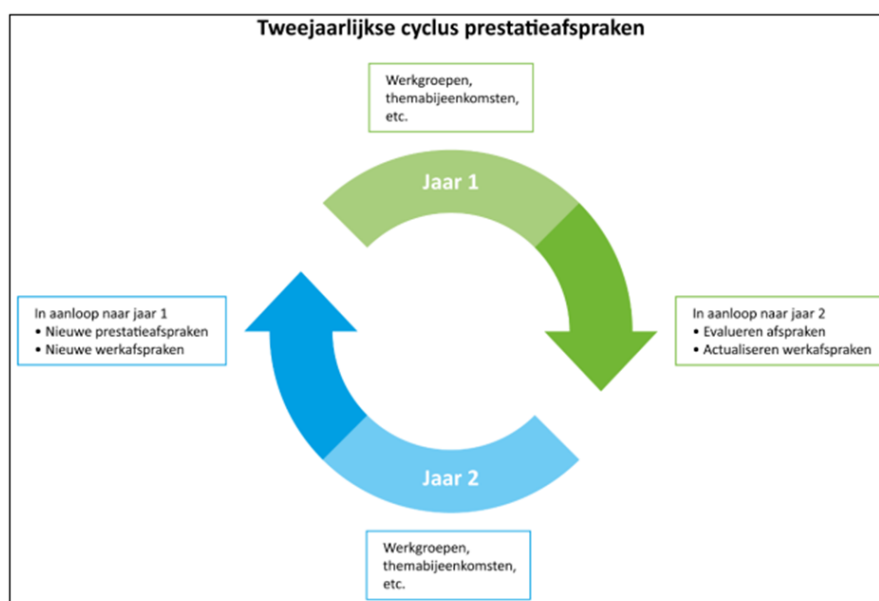 Tweejaarlijkse cyclus prestatieafspraken
Werkgroepen,
themabijeenkomsten,
etc.
Jaar 1
In aanloop naar jaar 1
• Nieuwe prestatieafspraken
• Nieuwe werkafspraken
In aanloop naar jaar 2
• Evalueren afspraken
• Actualiseren werkafspraken
Jaar 2
Werkgroepen,
themabijeenkomsten,
etc.